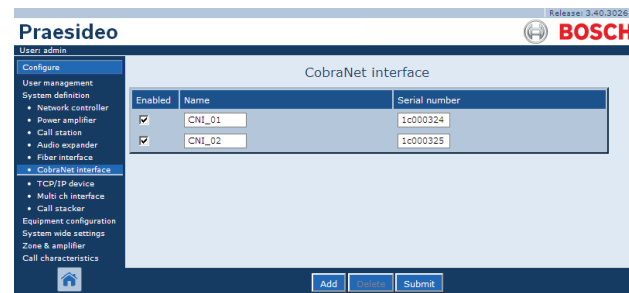 Release: 3.40.3026
Praesideo
BOSCH
User: admin
Configure
User management
System definition
• Network controller
• Power amplifier
• Call station
• Audio expander
• Fiber interface
• CobraNet interface
• TCP/IP device
• Multi ch interface
• Call stacker
Equipment configuration
System wide settings
Zone & amplifier
Call characteristics
CobraNet interface
Enabled Name Serial number
CNI_01 1c000324
CNI_02 1c000325
Add Delete Submit